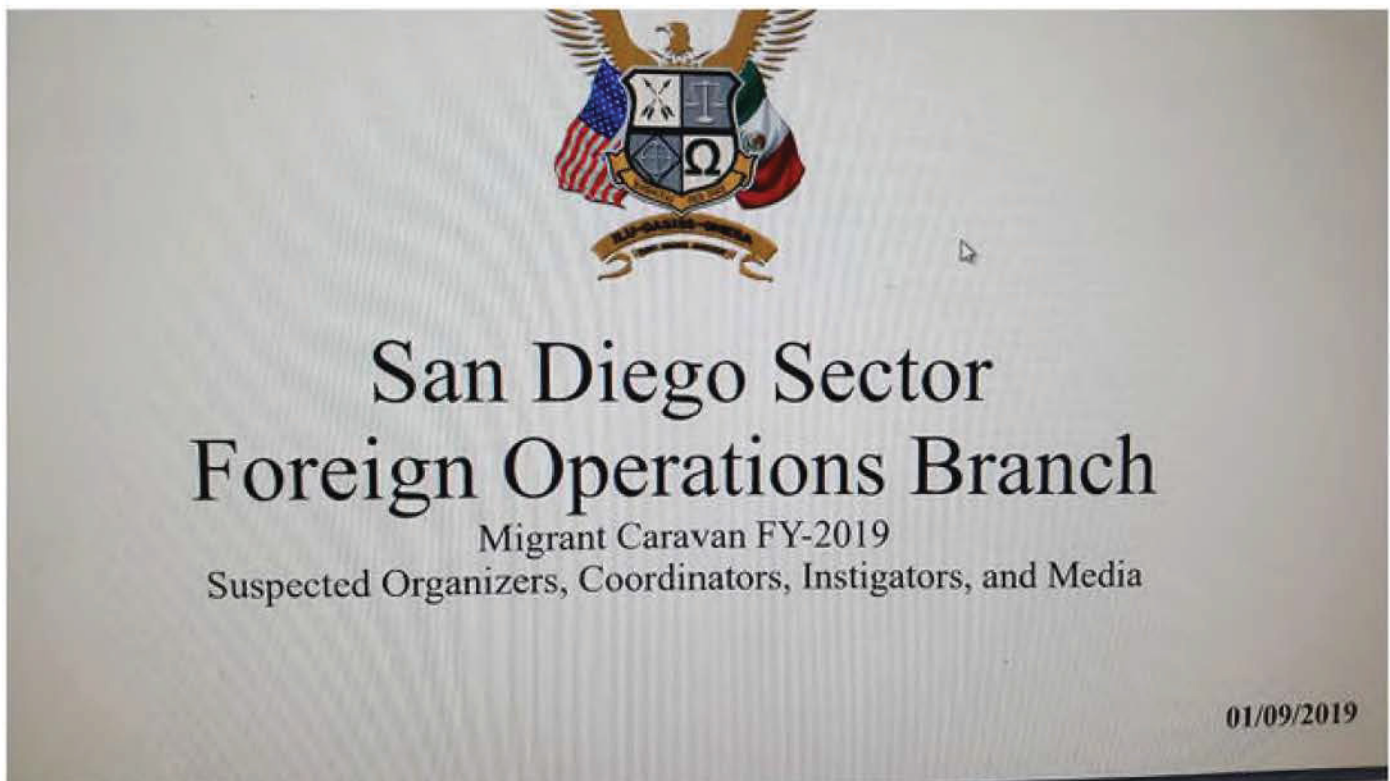 Ω
San Diego Sector
Foreign Operations Branch
Migrant Caravan FY-2019
Suspected Organizers, Coordinators, Instigators, and Media
01/09/2019